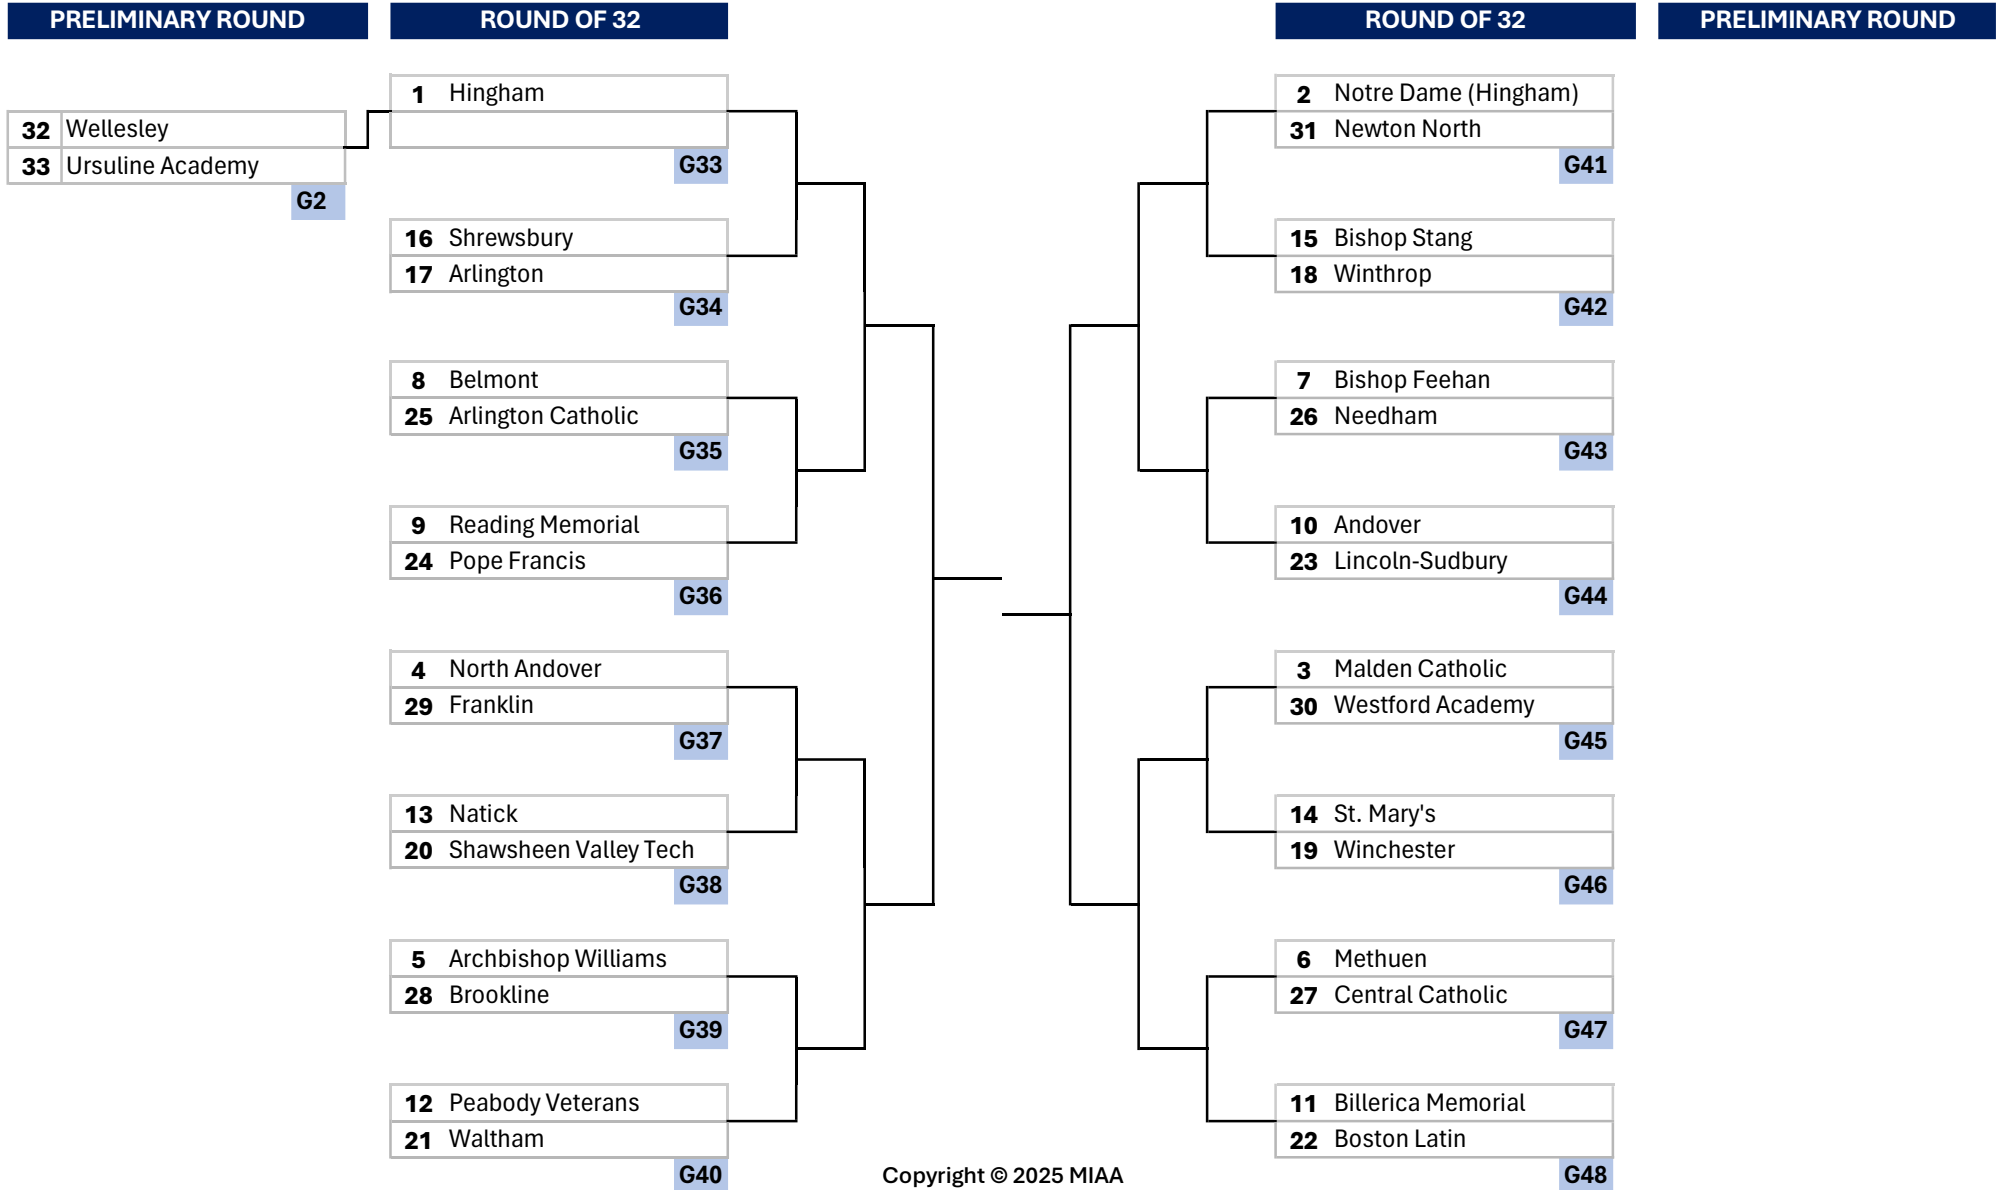 PRELIMINARY ROUND
ROUND OF 32
ROUND OF 32
PRELIMINARY ROUND
32 Wellesley
33 Ursuline Academy
G2
1 Hingham
G33
16 Shrewsbury
17 Arlington
G34
8 Belmont
25 Arlington Catholic
G35
9 Reading Memorial
24 Pope Francis
G36
4 North Andover
29 Franklin
G37
13 Natick
20 Shawsheen Valley Tech
G38
5 Archbishop Williams
28 Brookline
G39
12 Peabody Veterans
21 Waltham
G40
2 Notre Dame (Hingham)
31 Newton North
G41
15 Bishop Stang
18 Winthrop
G42
7 Bishop Feehan
26 Needham
G43
10 Andover
23 Lincoln-Sudbury
G44
3 Malden Catholic
30 Westford Academy
G45
14 St. Mary's
19 Winchester
G46
6 Methuen
27 Central Catholic
G47
11 Billerica Memorial
22 Boston Latin
G48
Copyright © 2025 MIAA